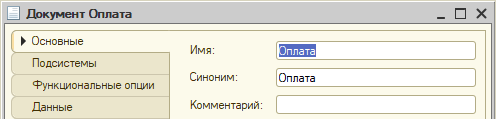 Документ Оплата
Основные
Имя: Оплата
Подсистемы
Синоним: Оплата
Функциональные опции
Комментарий:
Данные